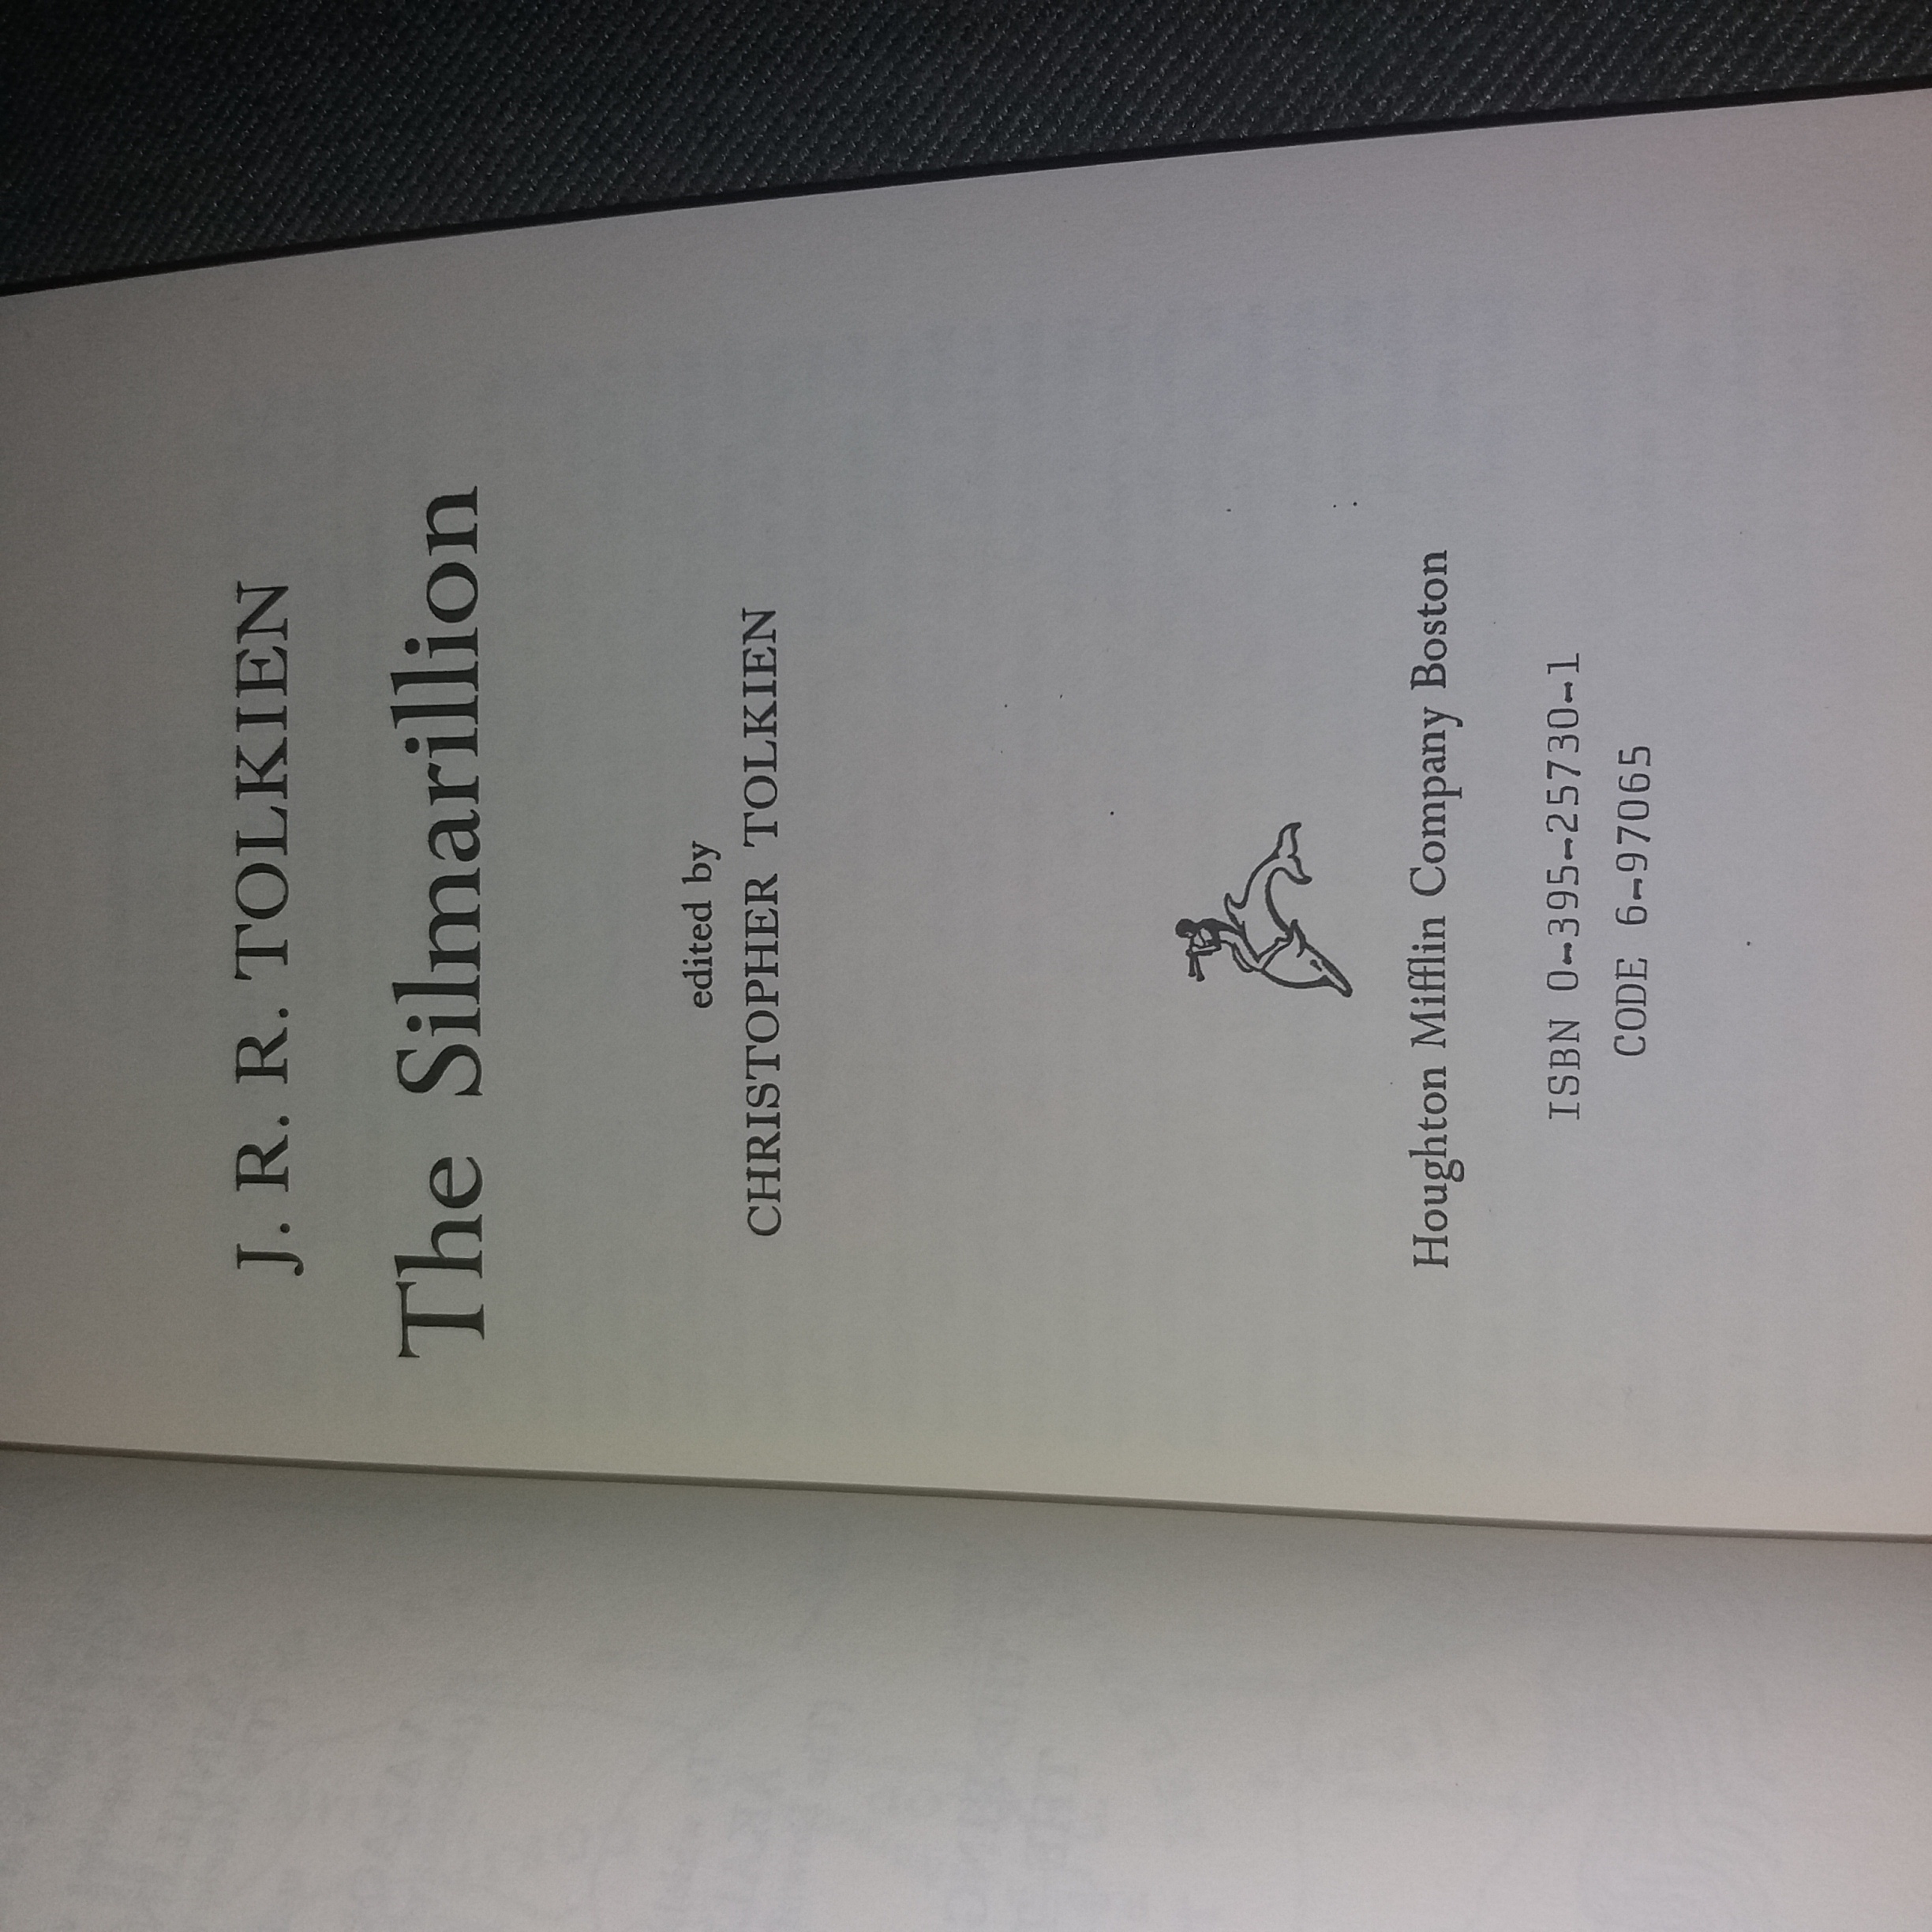 J. R. R. TOLKIEN
The Silmarillion
edited by
CHRISTOPHER TOLKIEN
Houghton Mifflin Company Boston
ISBN 0-395-25730-1
CODE 6-97065